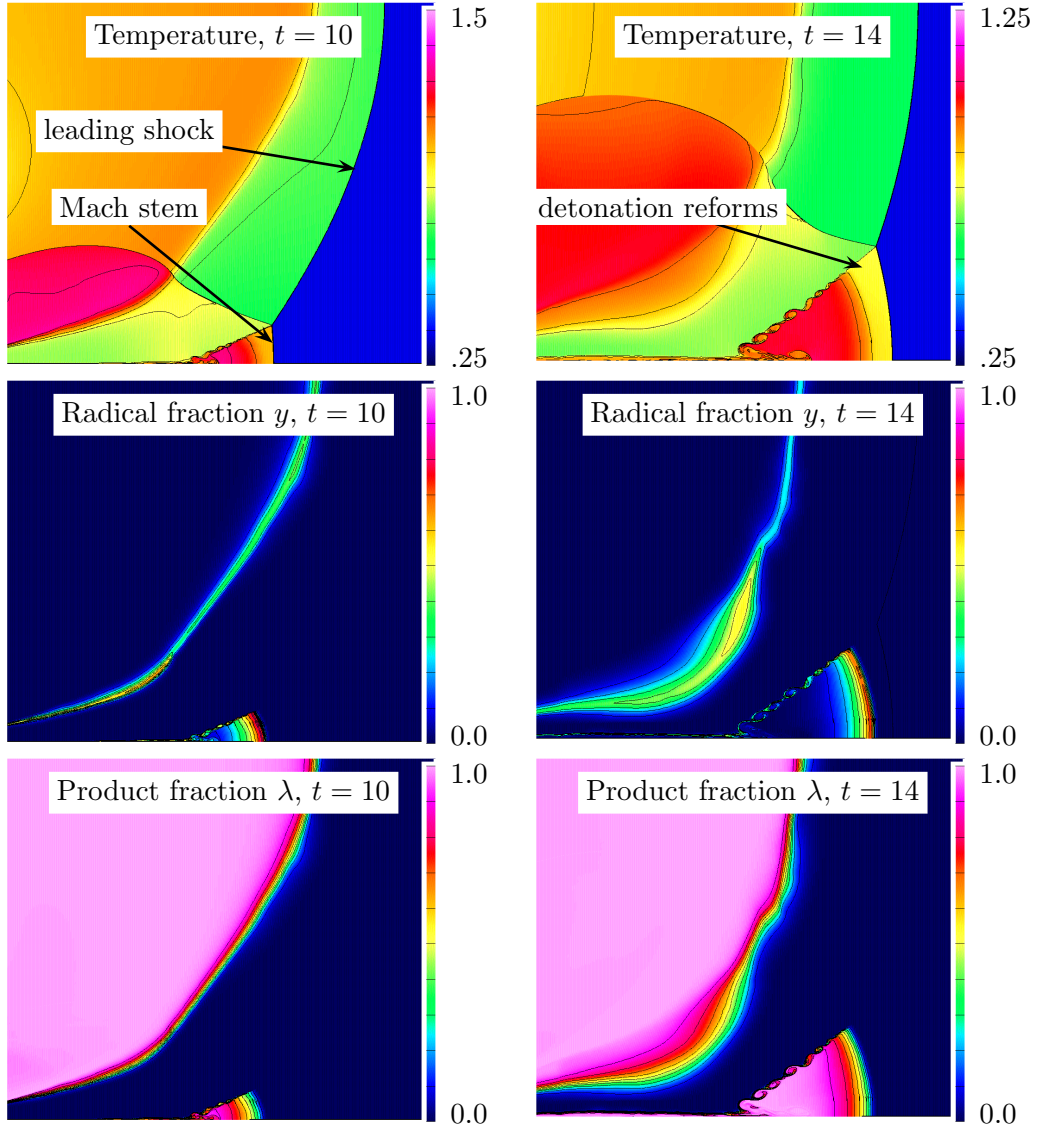 Temperature, t = 10
1.5
leading shock
Mach stem
.25
Temperature, t = 14
1.25
detonation reforms
.25
Radical fraction y, t = 10
1.0
0.0
Radical fraction y, t = 14
1.0
0.0
Product fraction λ, t = 10
1.0
0.0
Product fraction λ, t = 14
1.0
0.0